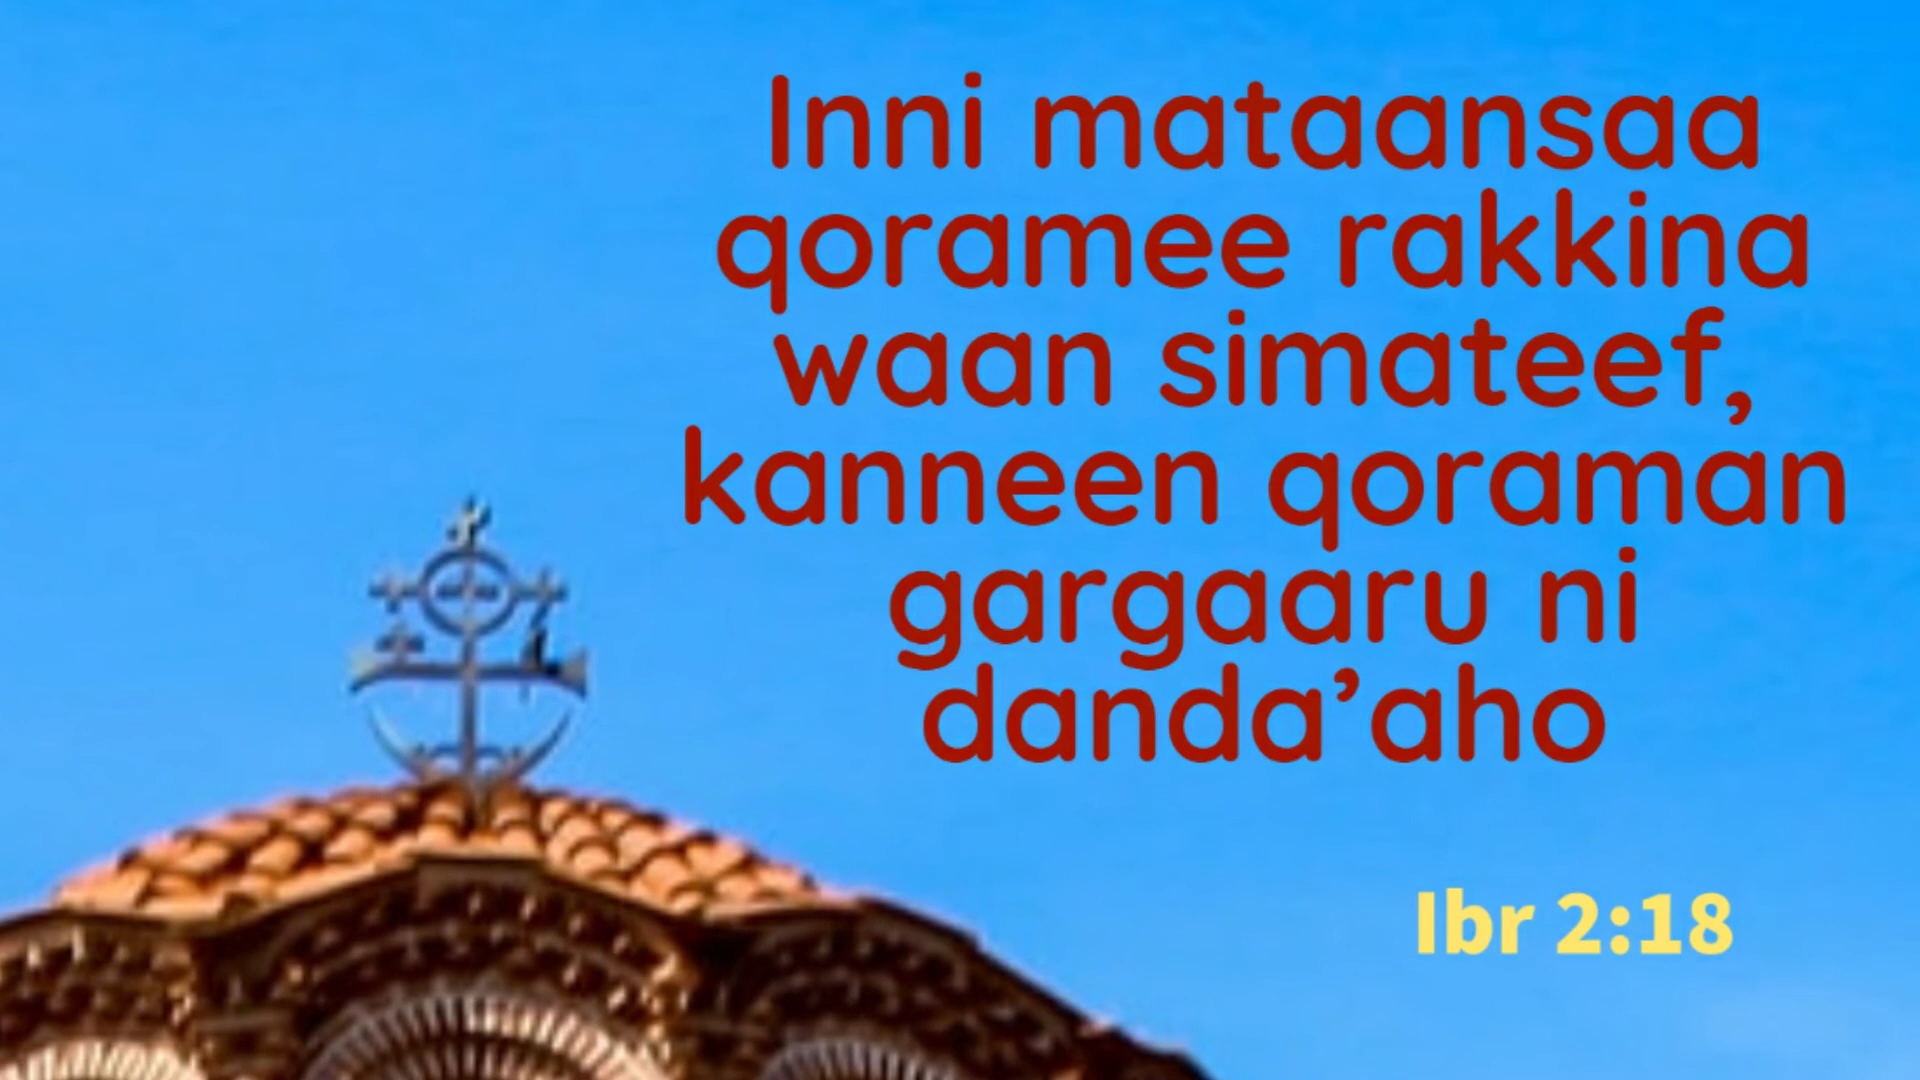 Inni mataansaa
qoramee rakkina
waan simateef,
kanneen qoraman
gargaaru ni
danda’aho
Ibr 2:18